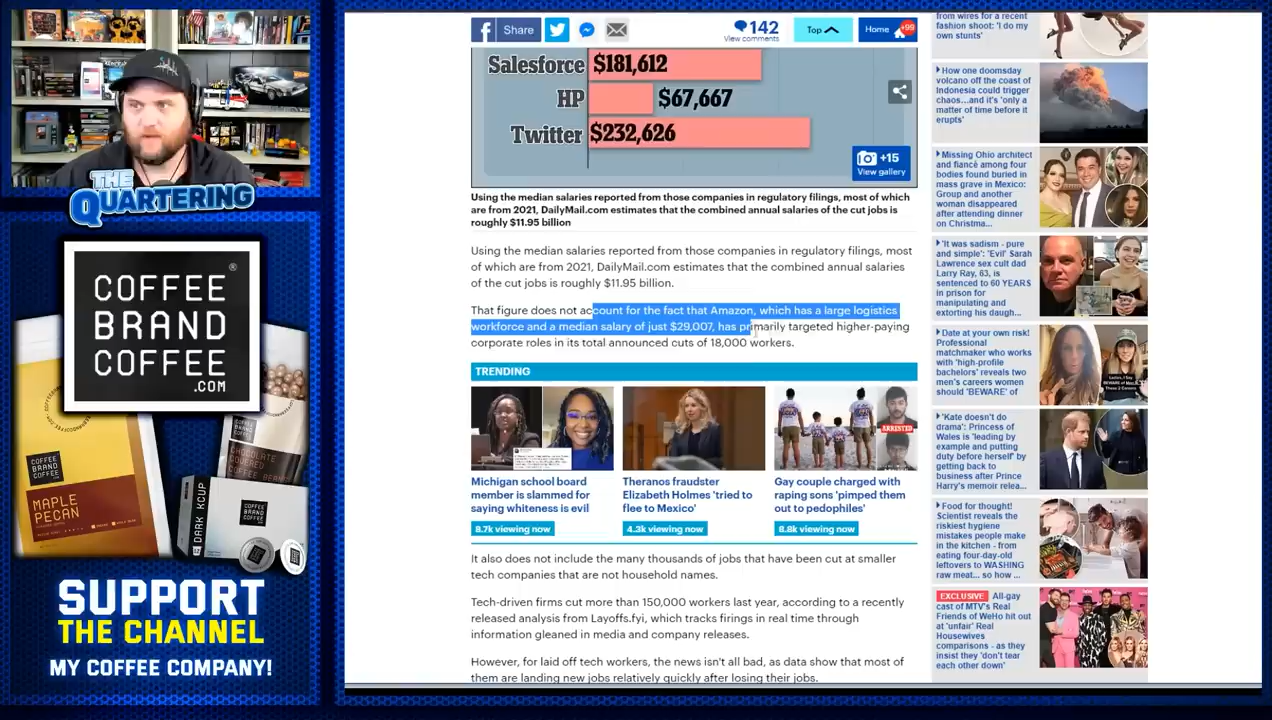 THE
QUARTERING
COFFEE
BRAND
COFFEE
.COM
®
COFFEE
BRAND
COFFEE
MAPLE
PECAN
DARK KCUP
CHOCOLATE
COVERED
COFFEE BEANS
SUPPORT
THE CHANNEL
MY COFFEE COMPANY!
Share
142
View comments
Top
Home
+99
Salesforce $181,612
HP $67,667
Twitter $232,626
+15
View gallery
Using the median salaries reported from those companies in regulatory filings, most of which
are from 2021, DailyMail.com estimates that the combined annual salaries of the cut jobs is
roughly $11.95 billion
Using the median salaries reported from those companies in regulatory filings, most
of which are from 2021, DailyMail.com estimates that the combined annual salaries
of the cut jobs is roughly $11.95 billion.
That figure does not account for the fact that Amazon, which has a large logistics
workforce and a median salary of just $29,007, has primarily targeted higher-paying
corporate roles in its total announced cuts of 18,000 workers.
TRENDING
Michigan school board
member is slammed for
saying whiteness is evil
8.7k viewing now
Theranos fraudster
Elizabeth Holmes 'tried to
flee to Mexico'
4.3k viewing now
ARRESTED
Gay couple charged with
raping sons 'pimped them
out to pedophiles'
8.8k viewing now
It also does not include the many thousands of jobs that have been cut at smaller
tech companies that are not household names.
Tech-driven firms cut more than 150,000 workers last year, according to a recently
released analysis from Layoffs.fyi, which tracks firings in real time through
information gleaned in media and company releases.
However, for laid off tech workers, the news isn't all bad, as data show that most of
them are landing new jobs relatively quickly after losing their jobs.
from wires for a recent
fashion shoot: 'I do my
own stunts'
How one doomsday
volcano off the coast of
Indonesia could trigger
chaos...and it's 'only a
matter of time before it
erupts'
Missing Ohio architect
and fiancé among four
bodies found buried in
mass grave in Mexico:
Group and another
woman disappeared
after attending dinner
on Christma...
'It was sadism - pure
and simple': 'Evil' Sarah
Lawrence sex cult dad
Larry Ray, 63, is
sentenced to 60 YEARS
in prison for
manipulating and
extorting his daug...
Date at your own risk!
Professional
matchmaker who works
with 'high-profile
bachelors' reveals two
men's careers women
should 'BEWARE' of
'Kate doesn't do
drama': Princess of
Wales is 'leading by
example and putting
duty before herself' by
getting back to
business after Prince
Harry's memoir relea...
Food for thought!
Scientist reveals the
riskiest hygiene
mistakes people make
in the kitchen - from
eating four-day-old
leftovers to WASHING
raw meat... so how ...
EXCLUSIVE All-gay
cast of MTV's Real
Friends of WeHo hit out
at 'unfair' Real
Housewives
comparisons - as they
insist they 'don't tear
each other down'